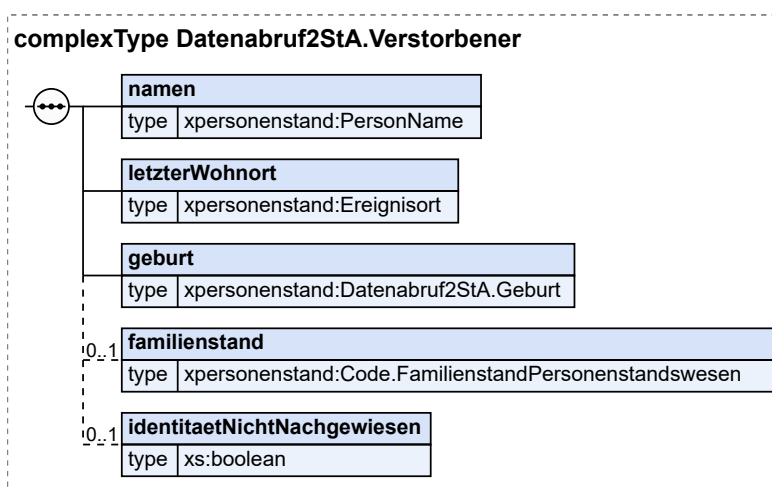 complexType Datenabruf2StA.Verstorbener
namen
type xpersonenstand:PersonName
letzterWohnort
type xpersonenstand:Ereignisort
geburt
type xpersonenstand:Datenabruf2StA.Geburt
0..1 familienstand
type xpersonenstand:Code.FamilienstandPersonenstandswesen
0..1 identitaetNichtNachgewiesen
type xs:boolean